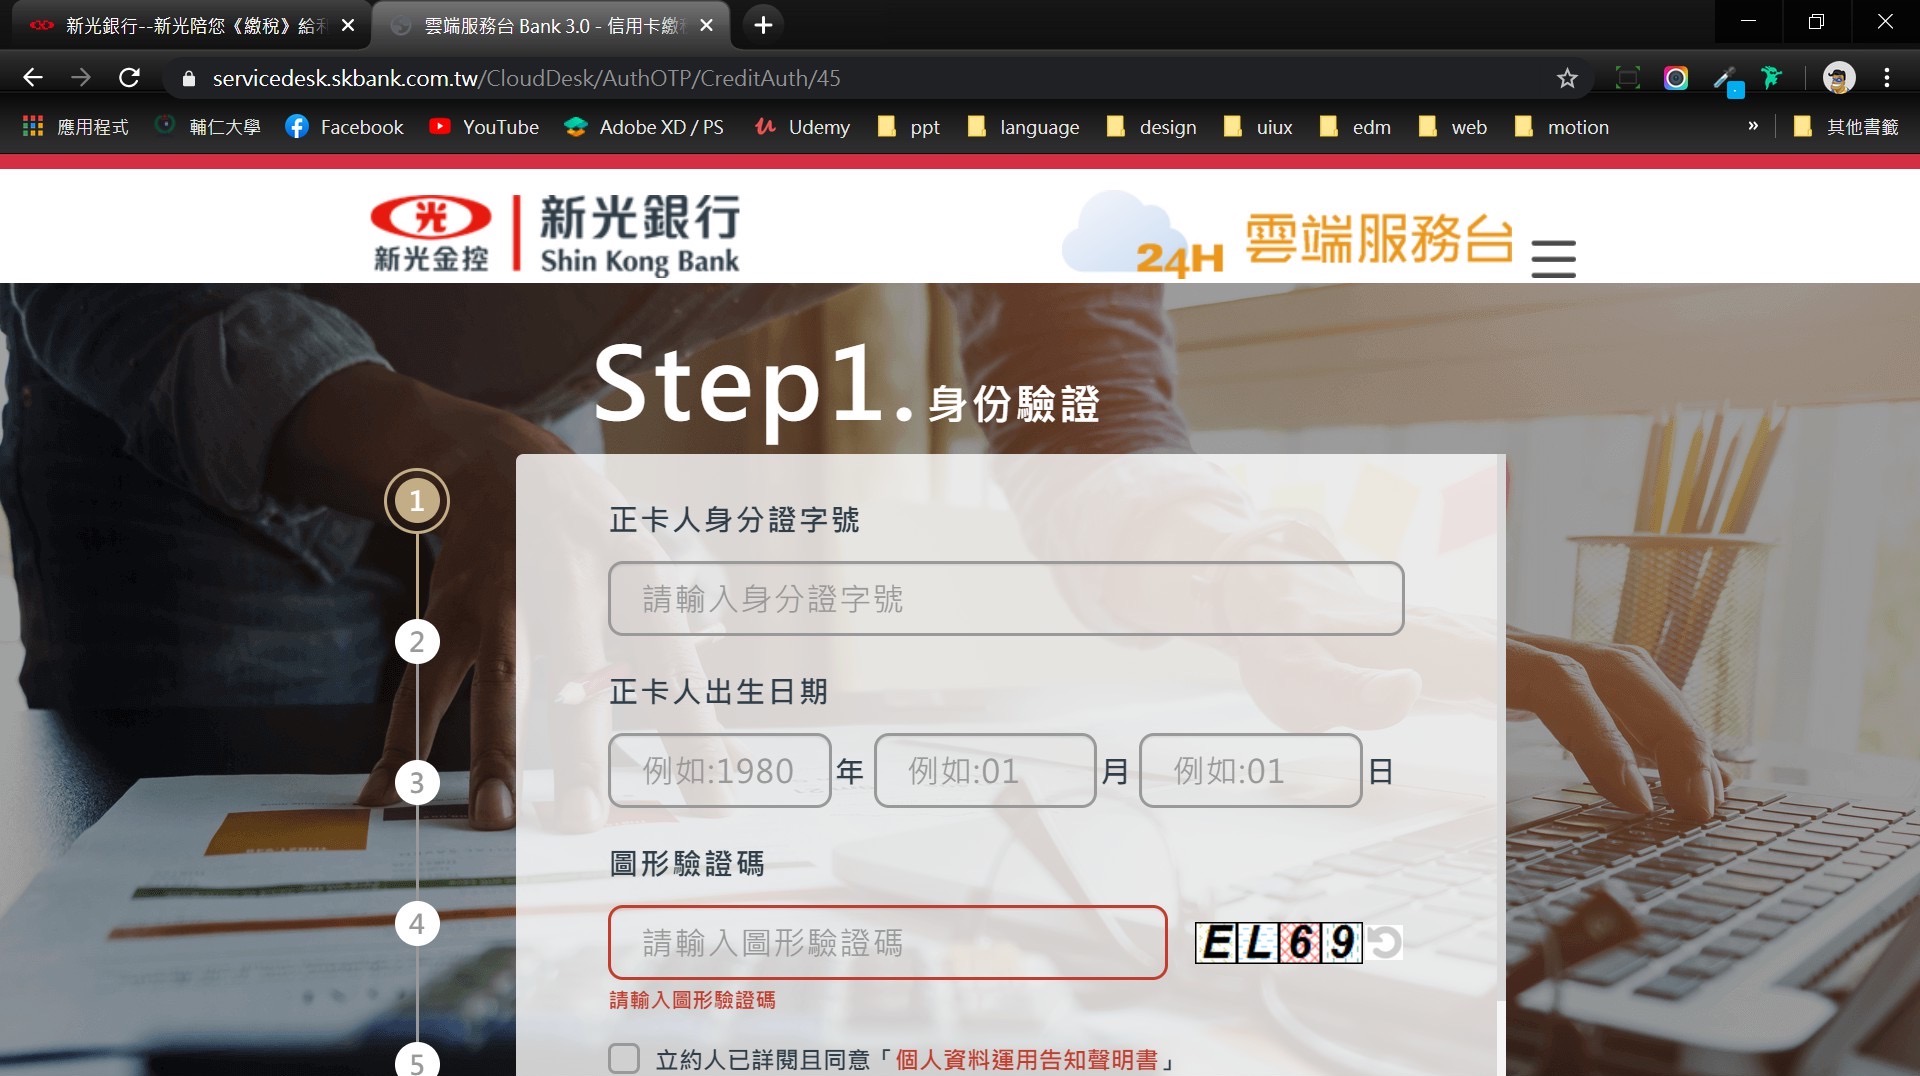 新光銀行--新光陪您《繳稅》給
雲端服務台 Bank 3.0 - 信用卡繳
servicedesk.skbank.com.tw/CloudDesk/AuthOTP/CreditAuth/45
應用程式 輔仁大學 Facebook YouTube Adobe XD / PS Udemy ppt language design uiux edm web motion » 其他書籤
光
新光金控
新光銀行
Shin Kong Bank
24H 雲端服務台
Step1. 身份驗證
1
正卡人身分證字號
請輸入身分證字號
2
正卡人出生日期
例如:1980 年 例如:01 月 例如:01 日
3
圖形驗證碼
4
請輸入圖形驗證碼 EL69
請輸入圖形驗證碼
5
立約人已詳閱且同意「個人資料運用告知聲明書」